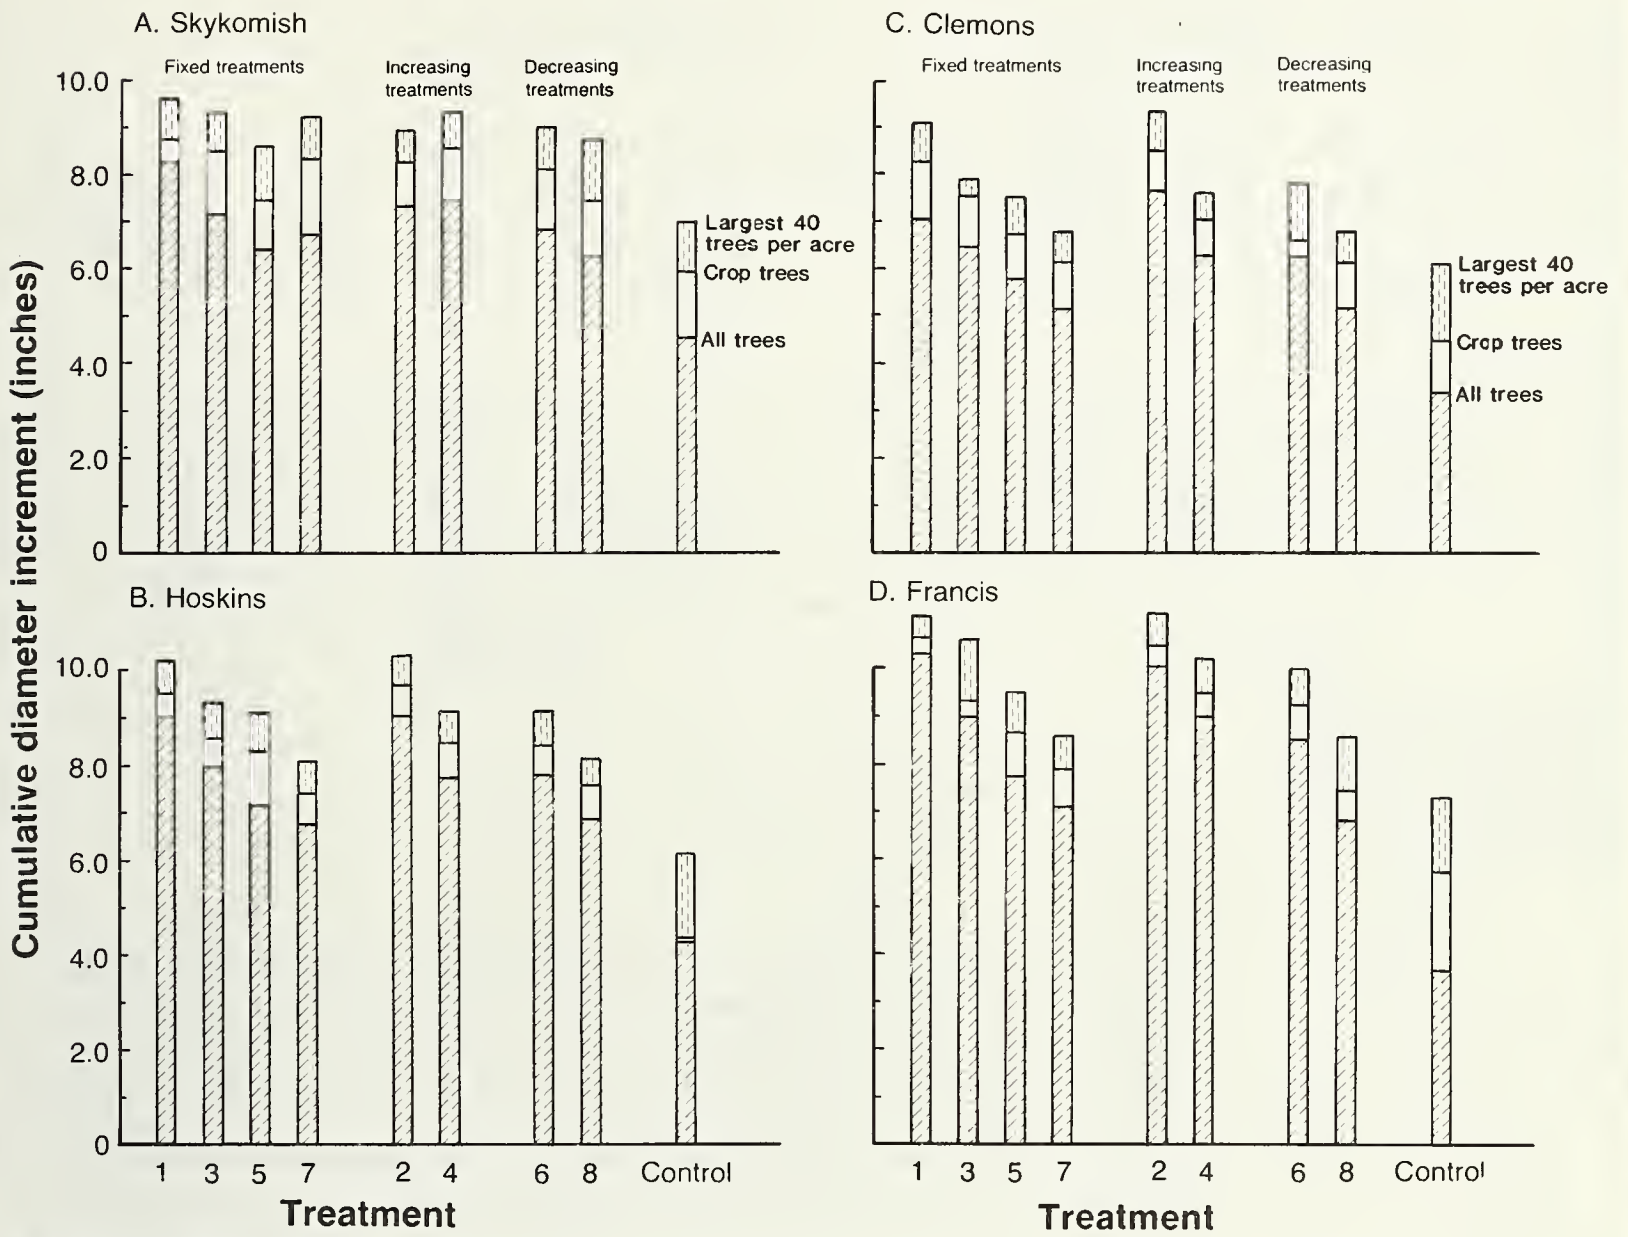 Cumulative diameter increment (inches)
A. Skykomish
Fixed treatments
Increasing
treatments
Decreasing
treatments
10.0
8.0
6.0
4.0
2.0
0
Largest 40
trees per acre
Crop trees
All trees
C. Clemons
Fixed treatments
Increasing
treatments
Decreasing
treatments
Largest 40
trees per acre
Crop trees
All trees
B. Hoskins
10.0
8.0
6.0
4.0
2.0
0
1 3 5 7 2 4 6 8 Control
Treatment
D. Francis
1 3 5 7 2 4 6 8 Control
Treatment